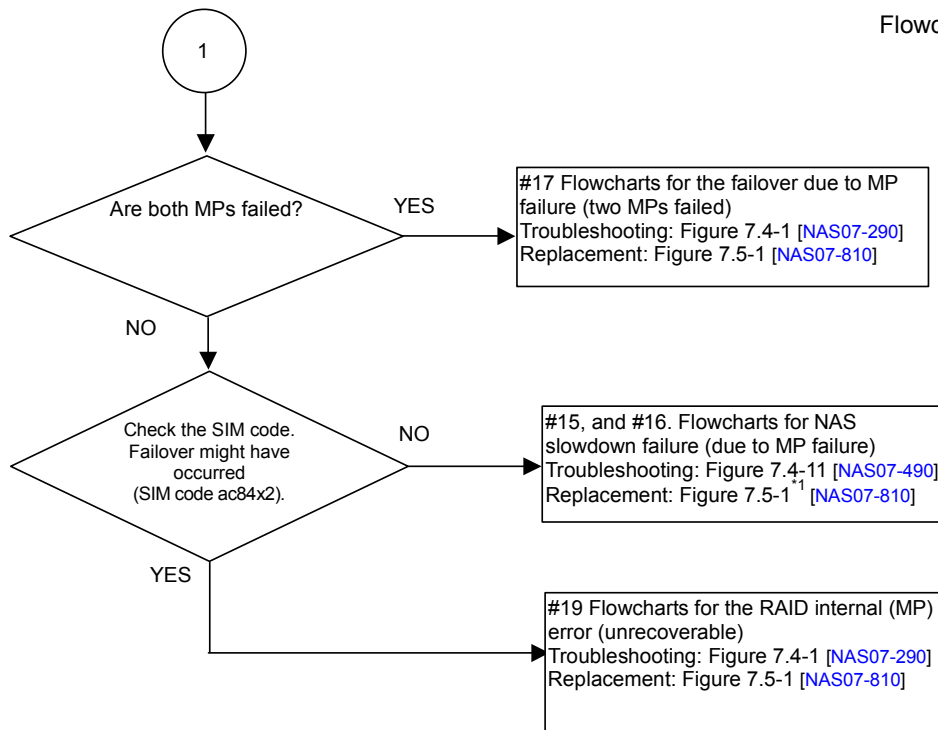 Flowc
1
Are both MPs failed?
YES
#17 Flowcharts for the failover due to MP
failure (two MPs failed)
Troubleshooting: Figure 7.4-1 [NAS07-290]
Replacement: Figure 7.5-1 [NAS07-810]
NO
Check the SIM code.
Failover might have
occurred
(SIM code ac84x2).
NO
#15, and #16. Flowcharts for NAS
slowdown failure (due to MP failure)
Troubleshooting: Figure 7.4-11 [NAS07-490]
Replacement: Figure 7.5-1*1 [NAS07-810]
YES
#19 Flowcharts for the RAID internal (MP)
error (unrecoverable)
Troubleshooting: Figure 7.4-1 [NAS07-290]
Replacement: Figure 7.5-1 [NAS07-810]